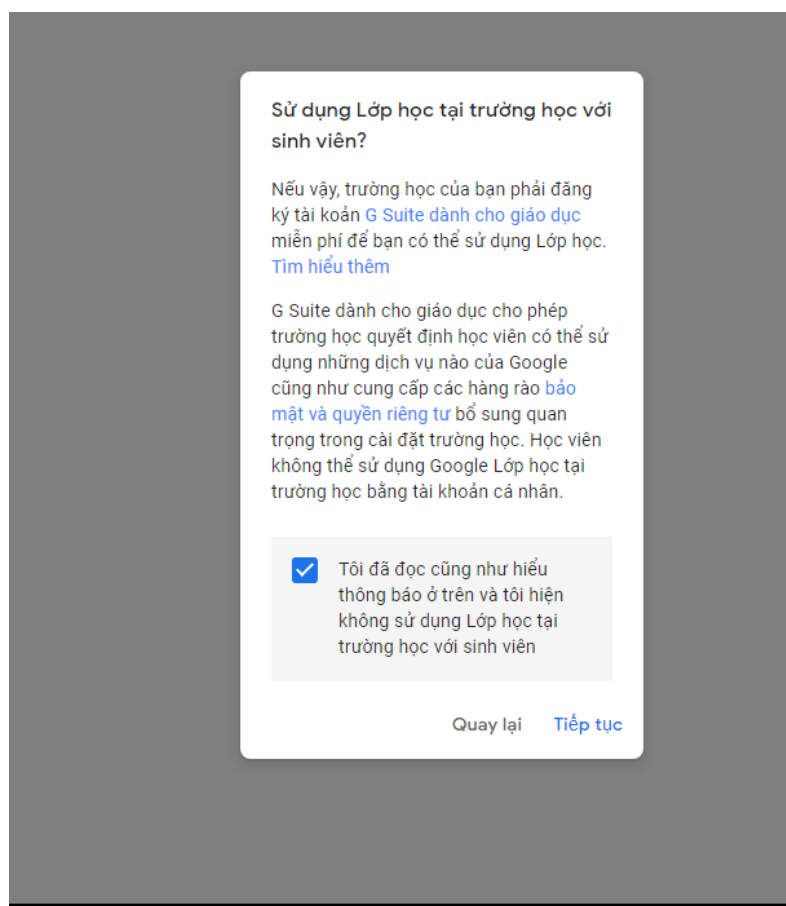 Sử dụng Lớp học tại trường học với
sinh viên?
Nếu vậy, trường học của bạn phải đăng
ký tài koản G Suite dành cho giáo dục
miễn phí để bạn có thể sử dụng Lớp học.
Tìm hiểu thêm
G Suite dành cho giáo dục cho phép
trường học quyết định học viên có thể sử
dụng những dịch vụ nào của Google
cũng như cung cấp các hàng rào bảo
mật và quyền riêng tư bổ sung quan
trọng trong cài đặt trường học. Học viên
không thể sử dụng Google Lớp học tại
trường học bằng tài khoản cá nhân.
Tôi đã đọc cũng như hiểu
thông báo ở trên và tôi hiện
không sử dụng Lớp học tại
trường học với sinh viên
Quay lại Tiếp tục